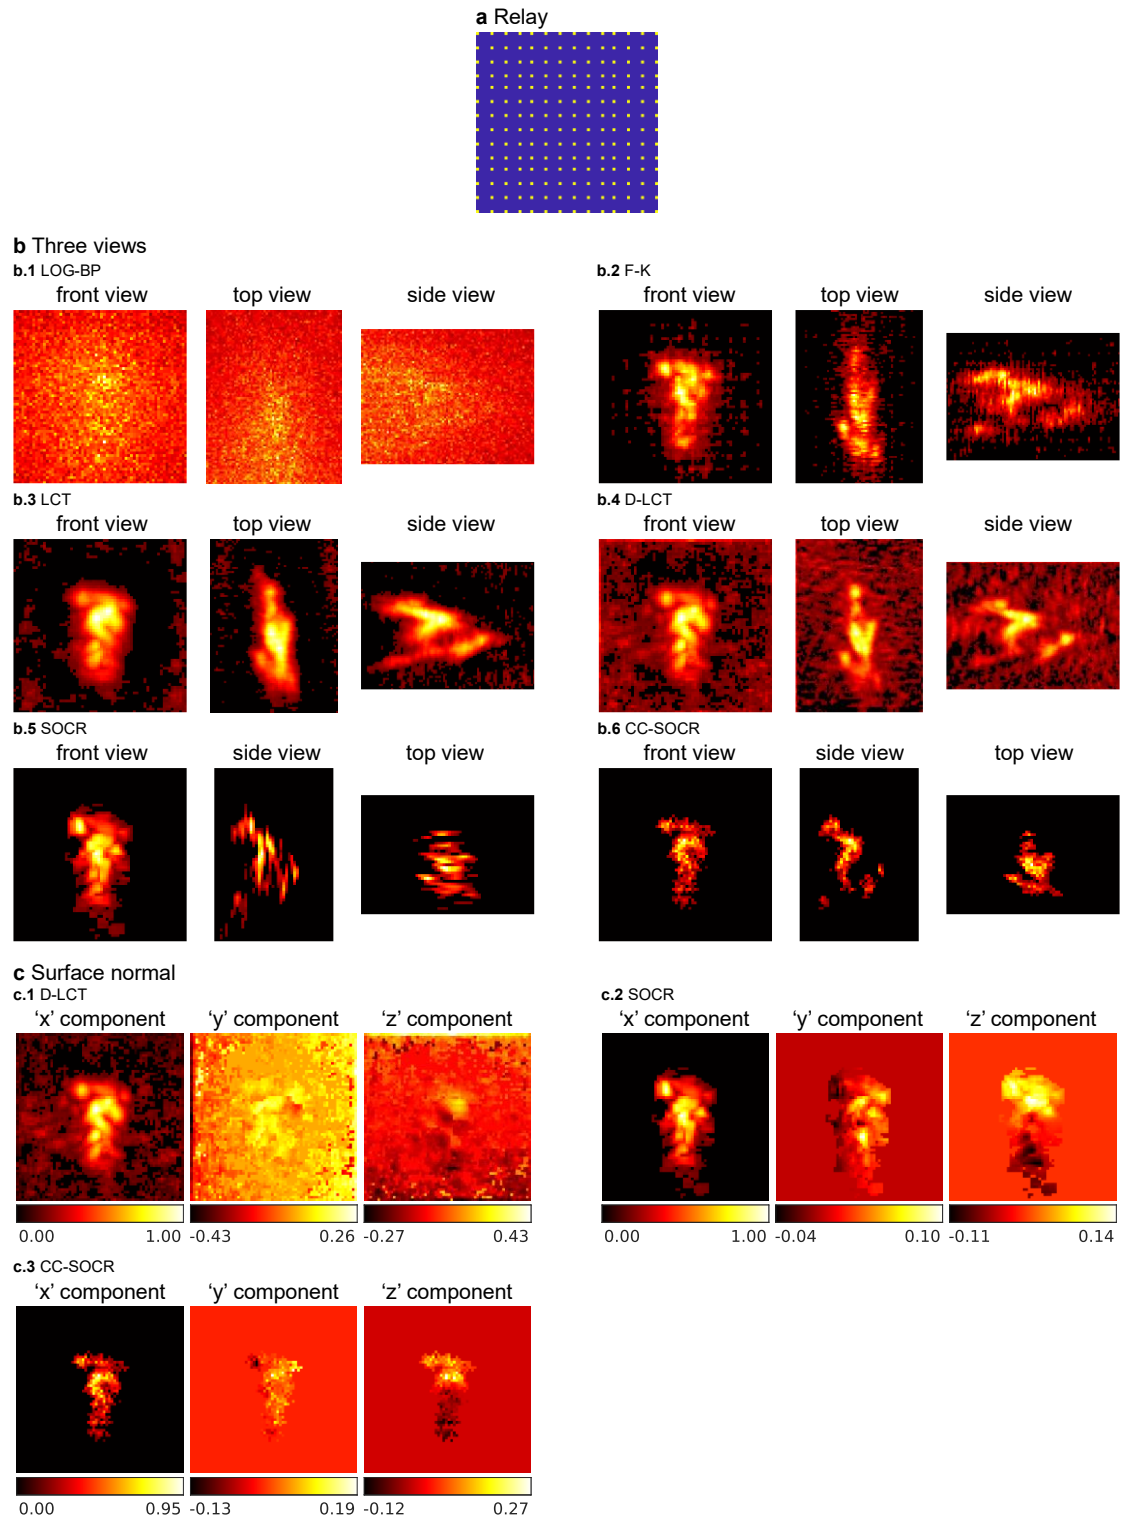 a Relay
b Three views
b.1 LOG-BP
front view top view side view
b.2 F-K
front view top view side view
b.3 LCT
front view top view side view
b.4 D-LCT
front view top view side view
b.5 SOCR
front view side view top view
b.6 CC-SOCR
front view side view top view
c Surface normal
c.1 D-LCT
‘x’ component ‘y’ component ‘z’ component
0.00 1.00 -0.43 0.26 -0.27 0.43
c.2 SOCR
‘x’ component ‘y’ component ‘z’ component
0.00 1.00 -0.04 0.10 -0.11 0.14
c.3 CC-SOCR
‘x’ component ‘y’ component ‘z’ component
0.00 0.95 -0.13 0.19 -0.12 0.27